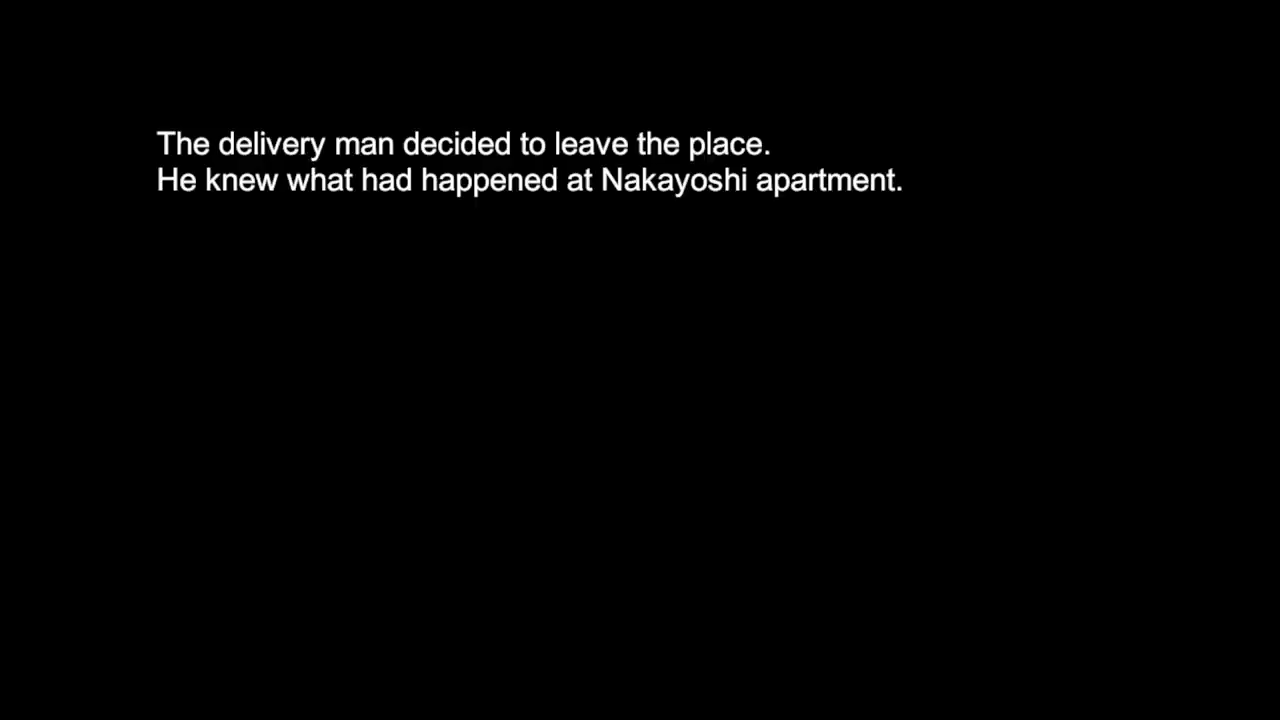 The delivery man decided to leave the place.
He knew what had happened at Nakayoshi apartment.